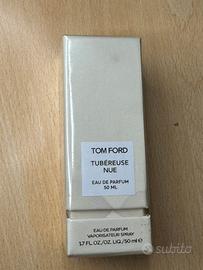 TOM FORD
TUBÉREUSE
NUE
EAU DE PARFUM
50 ML
EAU DE PARFUM
VAPORISATEUR SPRAY
1.7 FL.OZ./OZ. LIQ./50 ml ℮
subito